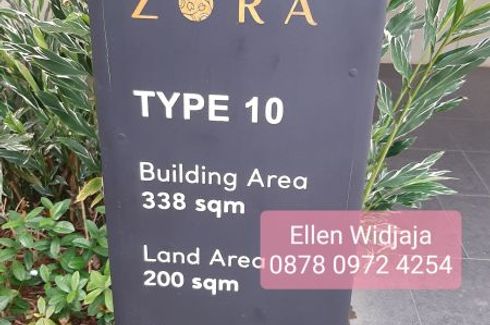 ZORA
TYPE 10
Building Area
338 sqm
Land Area
200 sqm
Ellen Widjaja
0878 0972 4254